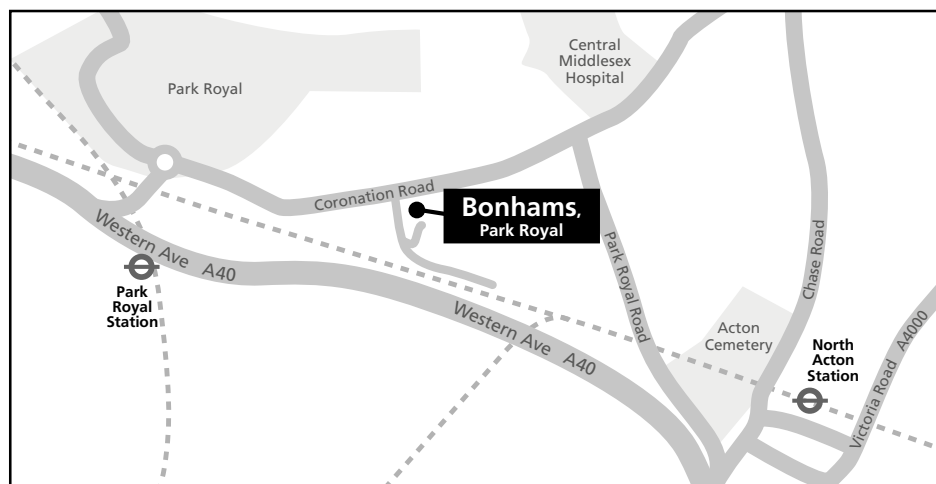 Central
Middlesex
Hospital
Park Royal
Coronation Road
Bonhams,
Park Royal
Western Ave A40
Park
Royal
Station
Park Royal Road
Chase Road
Western Ave A40
Acton
Cemetery
North
Acton
Station
Victoria Road A4000